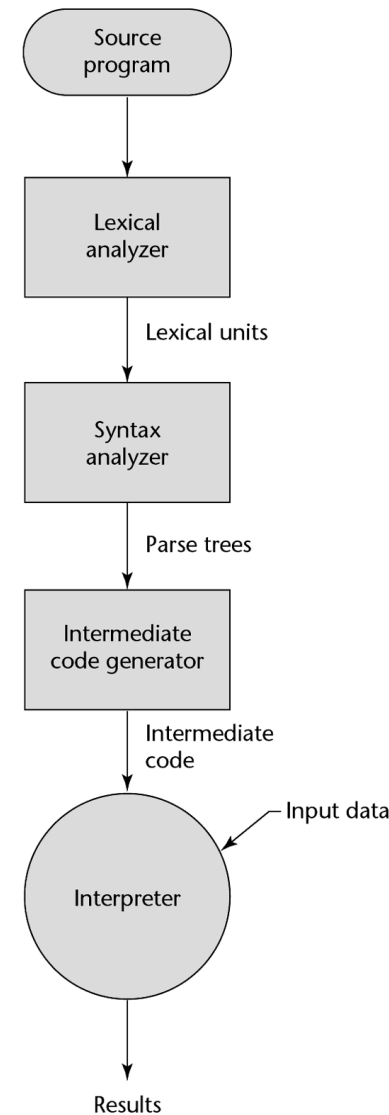 Source
program
Lexical
analyzer
Lexical units
Syntax
analyzer
Parse trees
Intermediate
code generator
Intermediate
code
Input data
Interpreter
Results